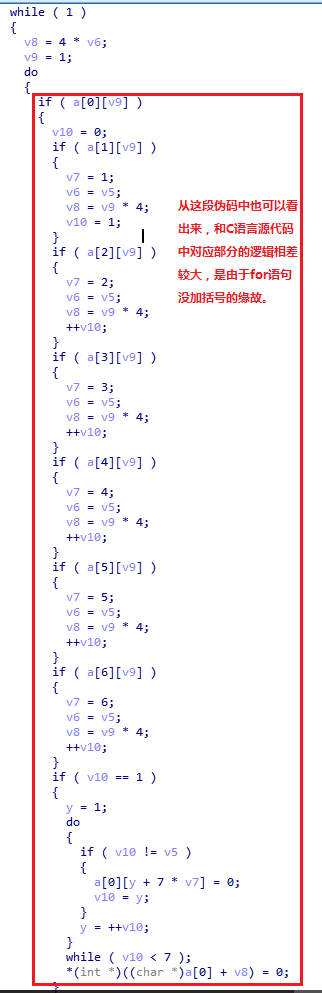 while ( 1 )
{
v8 = 4 * v6;
v9 = 1;
do
{
if ( a[0][v9] )
{
v10 = 0;
if ( a[1][v9] )
{
v7 = 1;
v6 = v5;
v8 = v9 * 4;
v10 = 1;
}
if ( a[2][v9] )
{
v7 = 2;
v6 = v5;
v8 = v9 * 4;
++v10;
}
if ( a[3][v9] )
{
v7 = 3;
v6 = v5;
v8 = v9 * 4;
++v10;
}
if ( a[4][v9] )
{
v7 = 4;
v6 = v5;
v8 = v9 * 4;
++v10;
}
if ( a[5][v9] )
{
v7 = 5;
v6 = v5;
v8 = v9 * 4;
++v10;
}
if ( a[6][v9] )
{
v7 = 6;
v6 = v5;
v8 = v9 * 4;
++v10;
}
if ( v10 == 1 )
{
y = 1;
do
{
if ( v10 != v5 )
{
a[0][y + 7 * v7] = 0;
v10 = y;
}
y = ++v10;
}
while ( v10 < 7 );
*(int *)((char *)a[0] + v8) = 0;
}
从这段伪码中也可以看
出来，和C语言源代码
中对应部分的逻辑相差
较大，是由于for语句
没加括号的缘故。